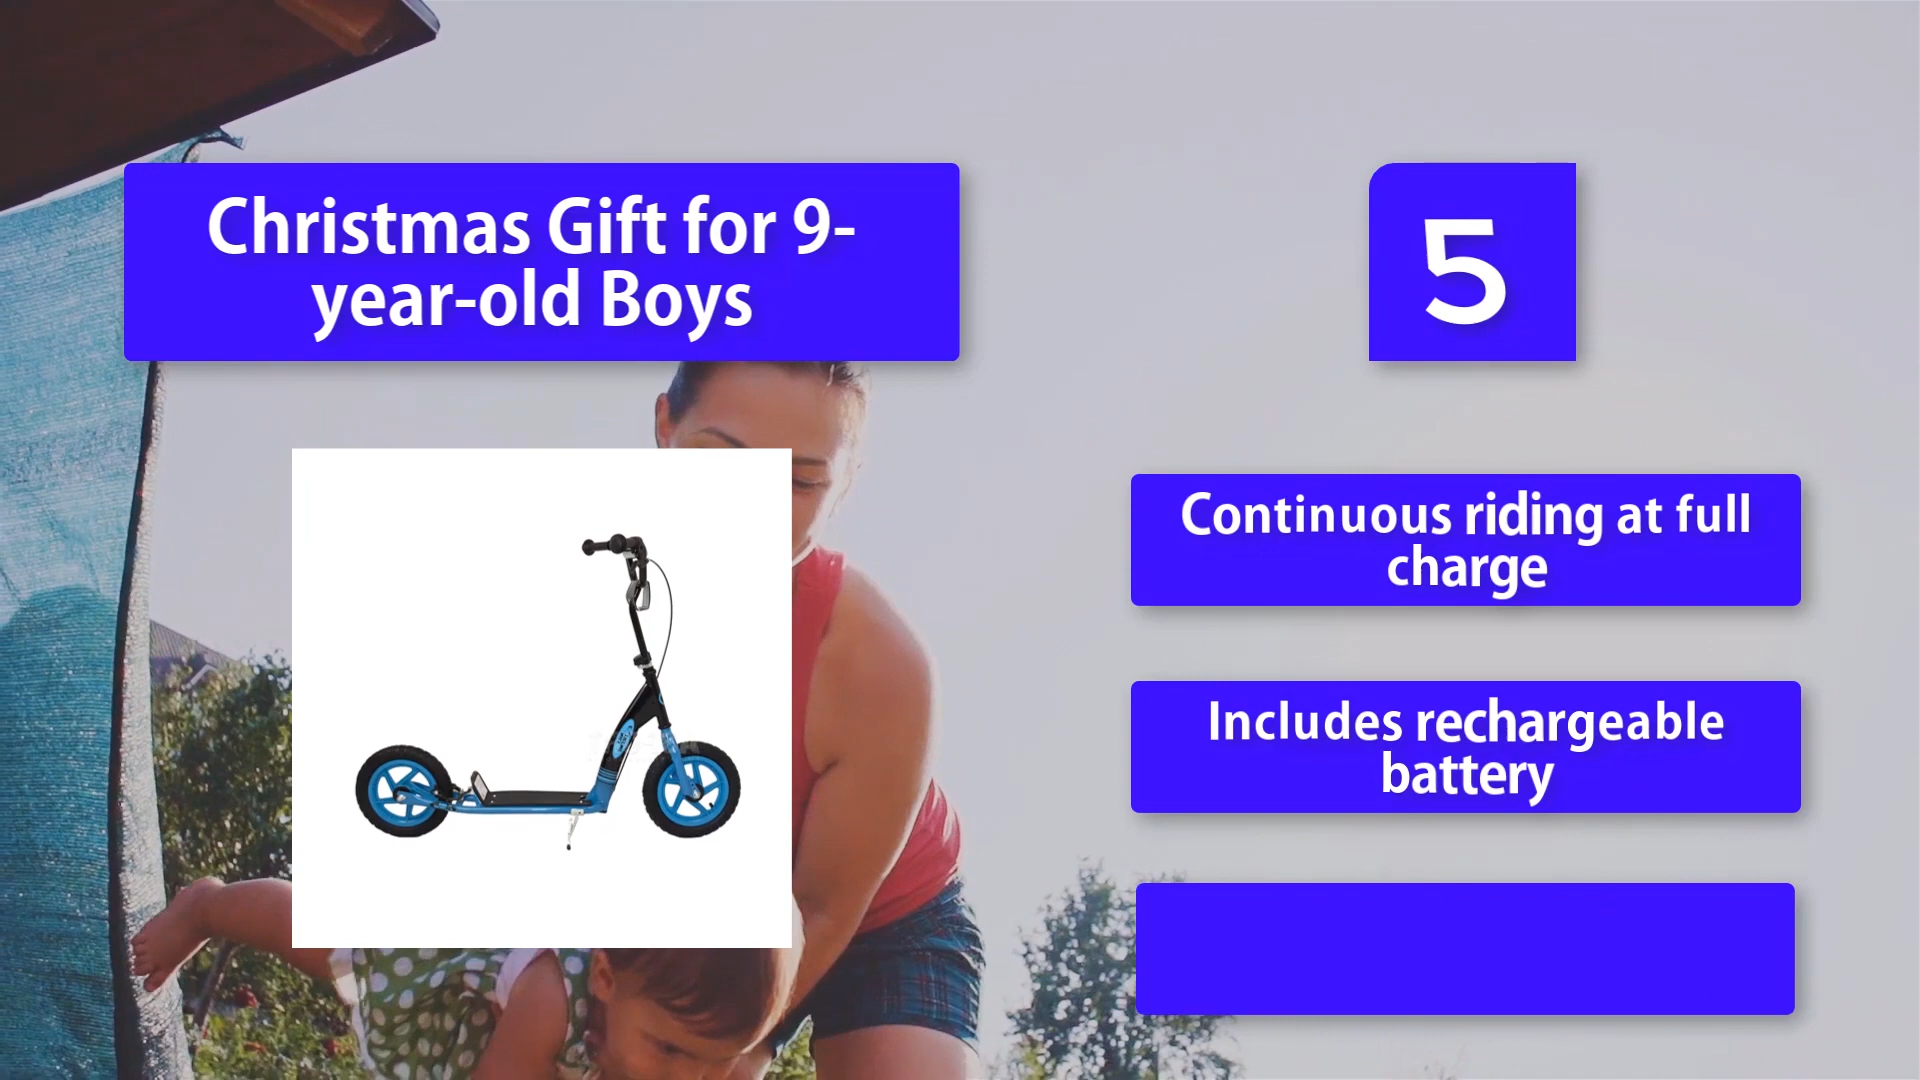 Christmas Gift for 9-
year-old Boys
5
Continuous riding at full
charge
Includes rechargeable
battery